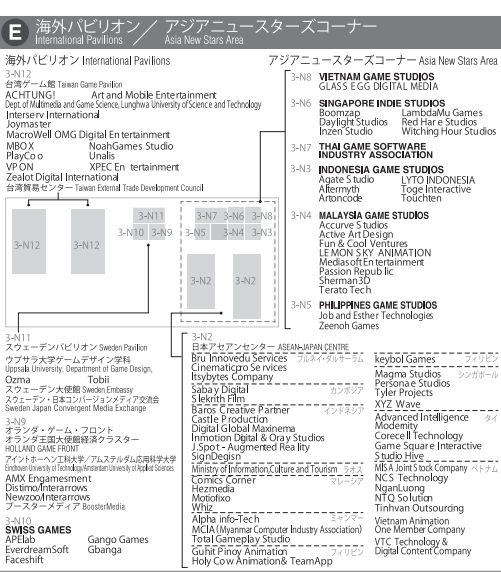 E 海外パビリオン／アジアニュースターズコーナー
International Pavilions Asia New Stars Area
海外パビリオン International Pavilions
3-N12
台湾ゲーム館 Taiwan Game Pavilion
ACHTUNG! Art and Mobile Entertainment
Dept. of Multimedia and Game Science, Lunghwa University of Science and Technology
Interserv International
Joymaster
MacroWell OMG Digital Entertainment
MBOX NoahGames Studio
PlayCoo Unalis
VPON XPEC Entertainment
Zealot Digital International
台湾貿易センター Taiwan External Trade Development Council
アジアニュースターズコーナー Asia New Stars Area
3-N8 VIETNAM GAME STUDIOS
GLASS EGG DIGITAL MEDIA
3-N6 SINGAPORE INDIE STUDIOS
Boomzap LambdaMu Games
Daylight Studios Red Hare Studios
Inzen Studio Witching Hour Studios
3-N7 THAI GAME SOFTWARE
INDUSTRY ASSOCIATION
3-N3 INDONESIA GAME STUDIOS
Agate Studio LYTO INDONESIA
Altermyth Toge Interactive
Artoncode Touchten
3-N4 MALAYSIA GAME STUDIOS
Accurve Studios
Active Art Design
Fun & Cool Ventures
LEMON SKY ANIMATION
Mediasoft Entertainment
Passion Republic
Sherman3D
Terato Tech
3-N5 PHILIPPINES GAME STUDIOS
Job and Esther Technologies
Zeenoh Games
3-N11 3-N7 3-N6 3-N8
3-N10 3-N9 3-N5 3-N4 3-N3
3-N12 3-N12 3-N2 3-N2
3-N11
スウェーデンパビリオン Sweden Pavilion
ウプサラ大学ゲームデザイン学科
Uppsala University, Department of Game Design,
Ozma Tobii
スウェーデン大使館 Sweden Embassy
スウェーデン・日本コンバージョンメディア交流会
Sweden Japan Convergent Media Exchange
3-N9
オランダ・ゲーム・フロント
オランダ王国大使館経済クラスター
HOLLAND GAME FRONT
アイントホーヘン工科大学／アムステルダム応用科学大学
Eindhoven University of Technology/Amsterdam University of Applied Sciences
AMX Engamesment
Distimo/Interarrows
Newzoo/Interarrows
ブースターメディア BoosterMedia
3-N10
SWISS GAMES
APElab Gango Games
EverdreamSoft Gbanga
Faceshift
3-N2
日本アセアンセンター ASEAN-JAPAN CENTRE
Bru Innovedu Services ブルネイ・ダルサラーム
Cinematicpro Services
Itsybytes Company
Sabay Digital カンボジア
Slekrith Film
Baros Creative Partner インドネシア
Castle Production
Digital Global Maxinema
Inmotion Digital & Oray Studios
J.Spot - Augmented Reality
SignDegisn
Ministry of Information,Culture and Tourism ラオス
Comics Corner マレーシア
Hezmedia
Motiofixo
Whiz
Alpha info-Tech ミャンマー
MCIA (Myanmar Computer Industry Association)
Total Gameplay Studio
Guhit Pinoy Animation フィリピン
Holy Cow Animation& TeamApp
keybol Games フィリピン
Magma Studios シンガポール
Personae Studios
Tyler Projects
XYZ Wave
Advanced Intelligence タイ
Modernity
Corecell Technology
Game Square Interactive
Studio Hive
MISA Joint Stock Company ベトナム
NCS Technology
NganLuong
NTQ Solution
Tinhvan Outsourcing
Vietnam Animation
One Member Company
VTC Technology &
Digital Content Company